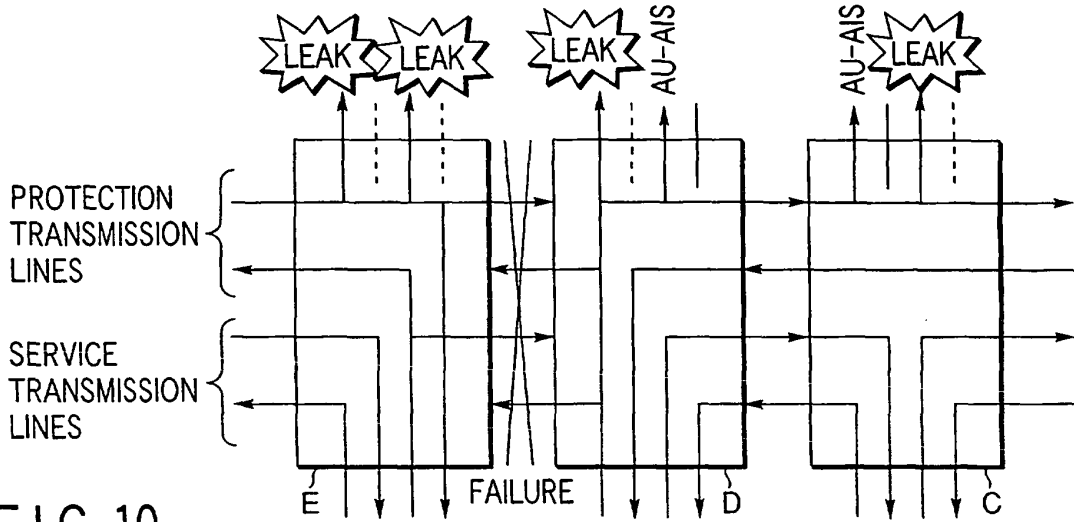 LEAK LEAK LEAK AU-AIS AU-AIS LEAK
PROTECTION
TRANSMISSION
LINES
SERVICE
TRANSMISSION
LINES
E FAILURE D C